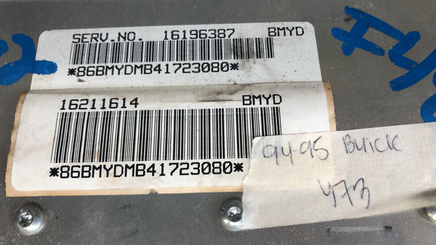 SERV.NO. 16196387 BMYD
*86BMYDMB41723080*
16211614 BMYD
*86BMYDMB41723080*
94-95 BUICK
473